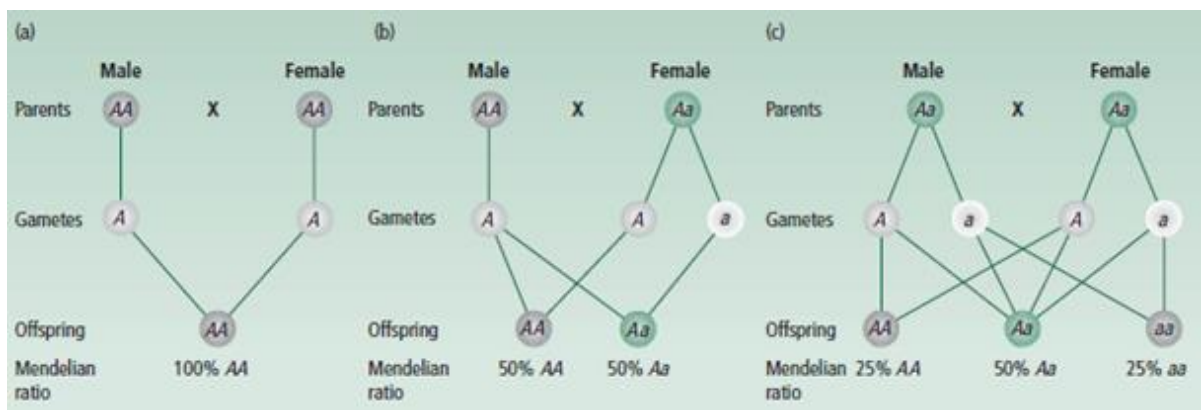 (a)
Male Female
Parents AA X AA
Gametes A A
Offspring AA
Mendelian ratio 100% AA
(b)
Male Female
Parents AA X Aa
Gametes A A a
Offspring AA Aa
Mendelian ratio 50% AA 50% Aa
(c)
Male Female
Parents Aa X Aa
Gametes A a A a
Offspring AA Aa aa
Mendelian ratio 25% AA 50% Aa 25% aa